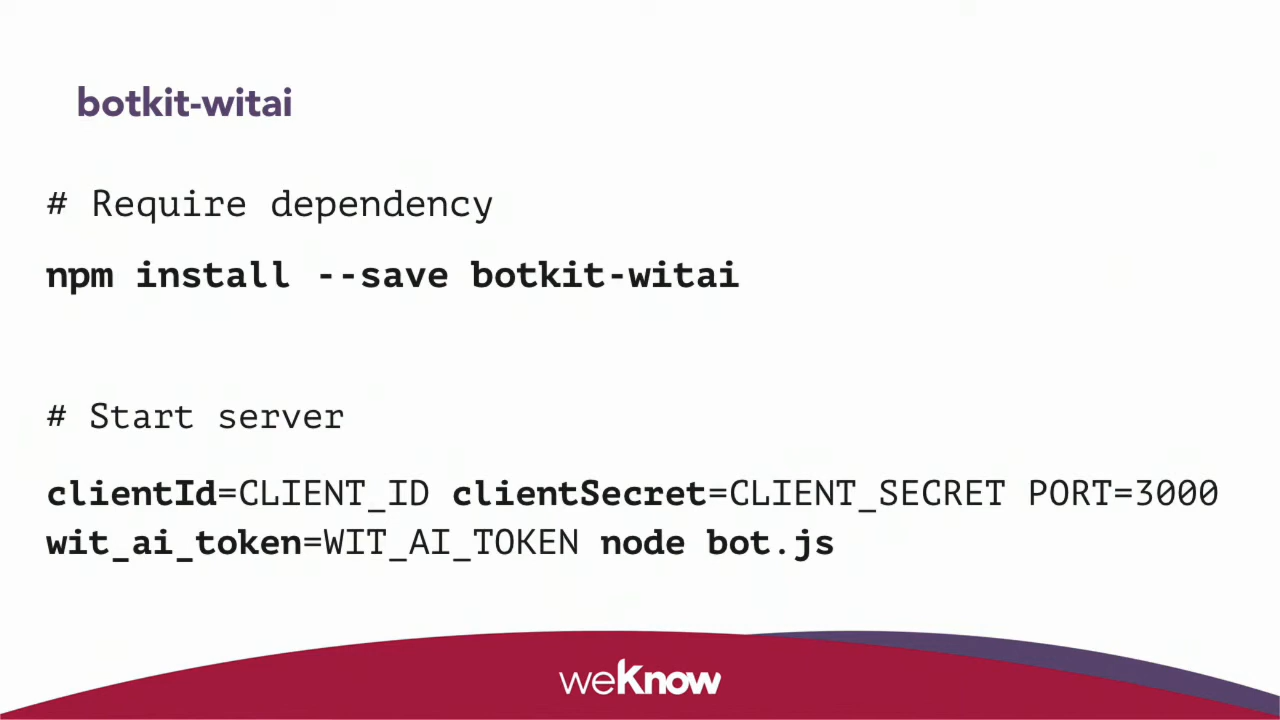 botkit-witai
# Require dependency
npm install --save botkit-witai
# Start server
clientId=CLIENT_ID clientSecret=CLIENT_SECRET PORT=3000
wit_ai_token=WIT_AI_TOKEN node bot.js
weKnow